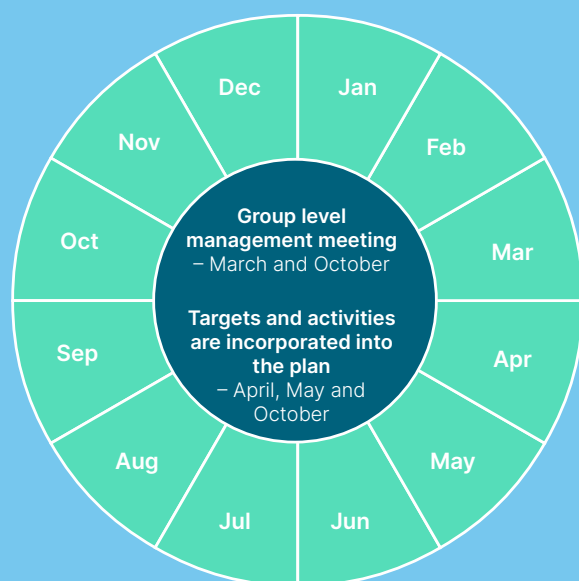 Jan
Feb
Mar
Apr
May
Jun
Jul
Aug
Sep
Oct
Nov
Dec
Group level
management meeting
– March and October
Targets and activities
are incorporated into
the plan
– April, May and
October